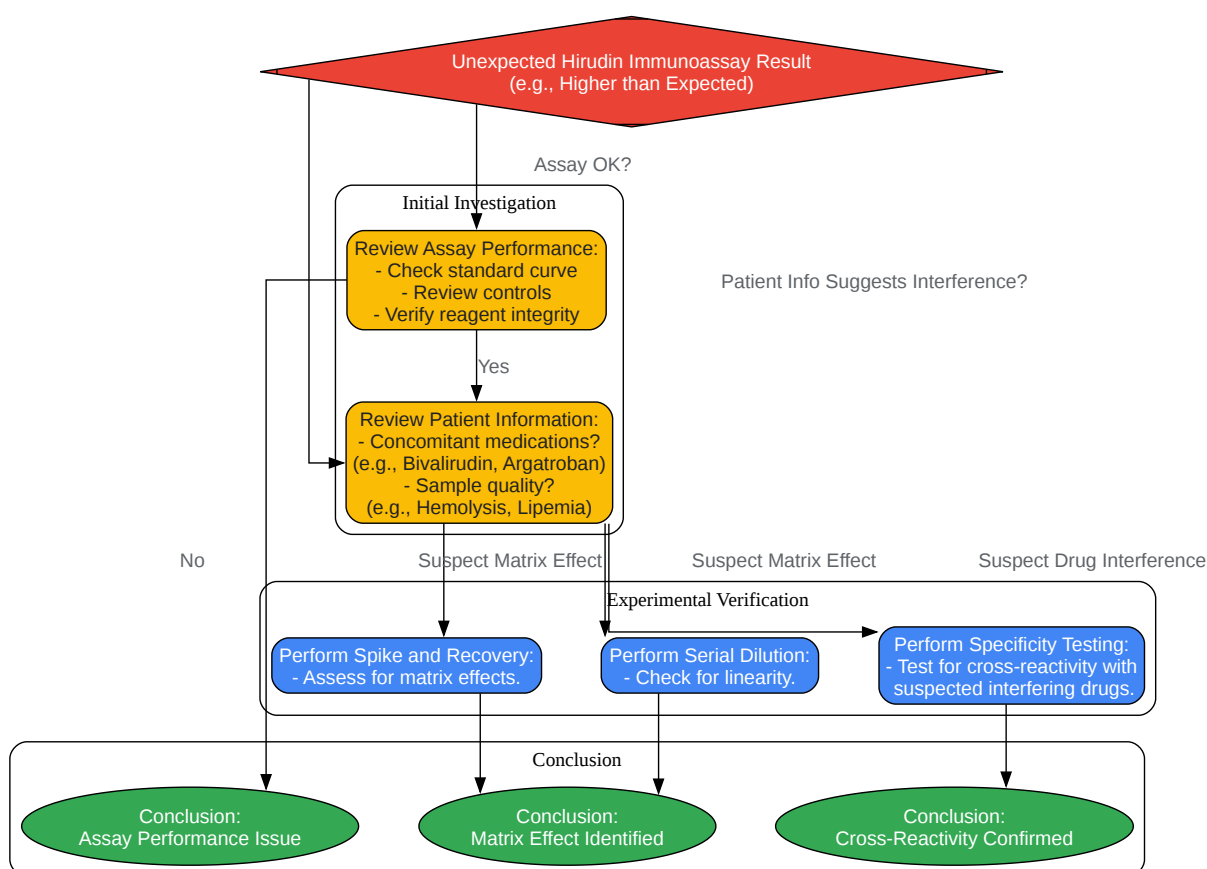 Unexpected Hirudin Immunoassay Result
(e.g., Higher than Expected)
Assay OK?
Initial Investigation
Review Assay Performance:
- Check standard curve
- Review controls
- Verify reagent integrity
Patient Info Suggests Interference?
Yes
Review Patient Information:
- Concomitant medications?
(e.g., Bivalirudin, Argatroban)
- Sample quality?
(e.g., Hemolysis, Lipemia)
No
Suspect Matrix Effect
Suspect Matrix Effect
Suspect Drug Interference
Experimental Verification
Perform Spike and Recovery:
- Assess for matrix effects.
Perform Serial Dilution:
- Check for linearity.
Perform Specificity Testing:
- Test for cross-reactivity with
suspected interfering drugs.
Conclusion
Conclusion:
Assay Performance Issue
Conclusion:
Matrix Effect Identified
Conclusion:
Cross-Reactivity Confirmed